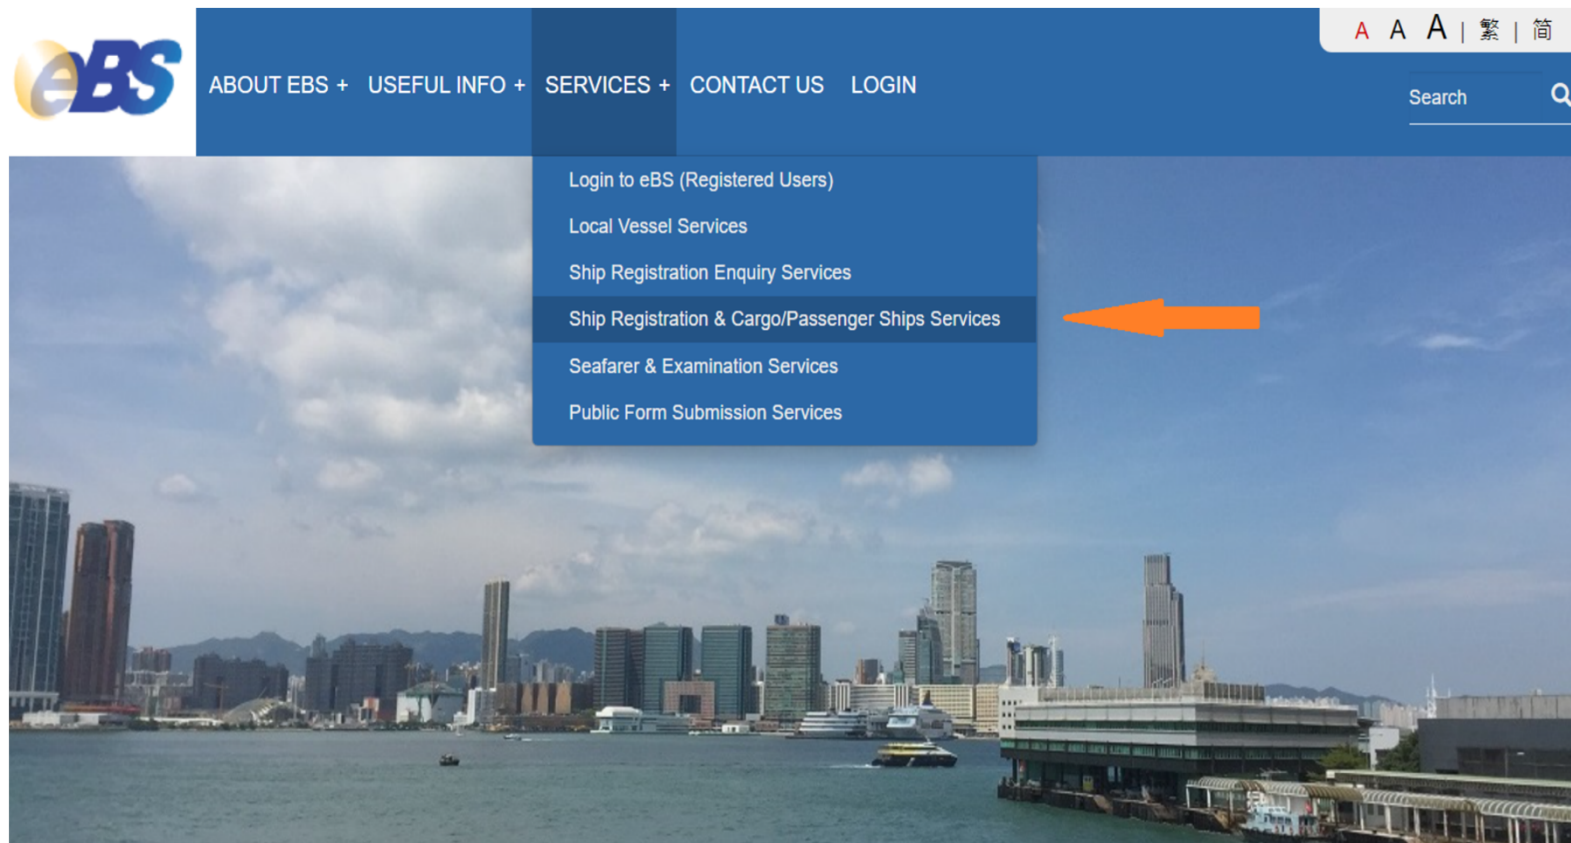 eBS
ABOUT EBS + USEFUL INFO + SERVICES + CONTACT US LOGIN
A A A | 繁 | 简
Search
Login to eBS (Registered Users)
Local Vessel Services
Ship Registration Enquiry Services
Ship Registration & Cargo/Passenger Ships Services
Seafarer & Examination Services
Public Form Submission Services